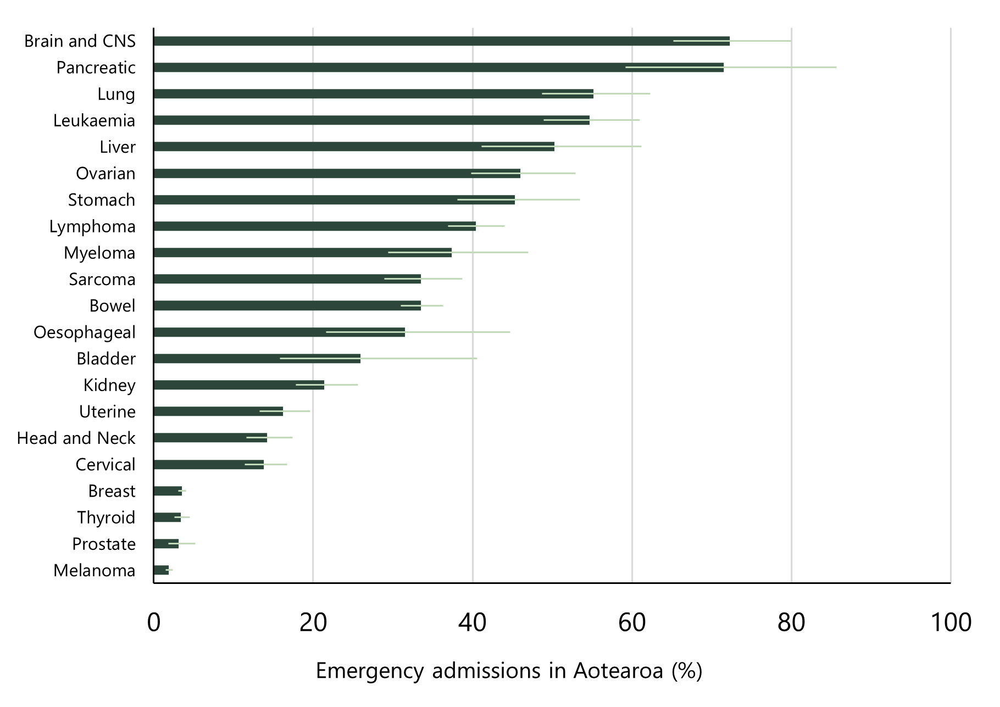 Brain and CNS
Pancreatic
Lung
Leukaemia
Liver
Ovarian
Stomach
Lymphoma
Myeloma
Sarcoma
Bowel
Oesophageal
Bladder
Kidney
Uterine
Head and Neck
Cervical
Breast
Thyroid
Prostate
Melanoma
0 20 40 60 80 100
Emergency admissions in Aotearoa (%)